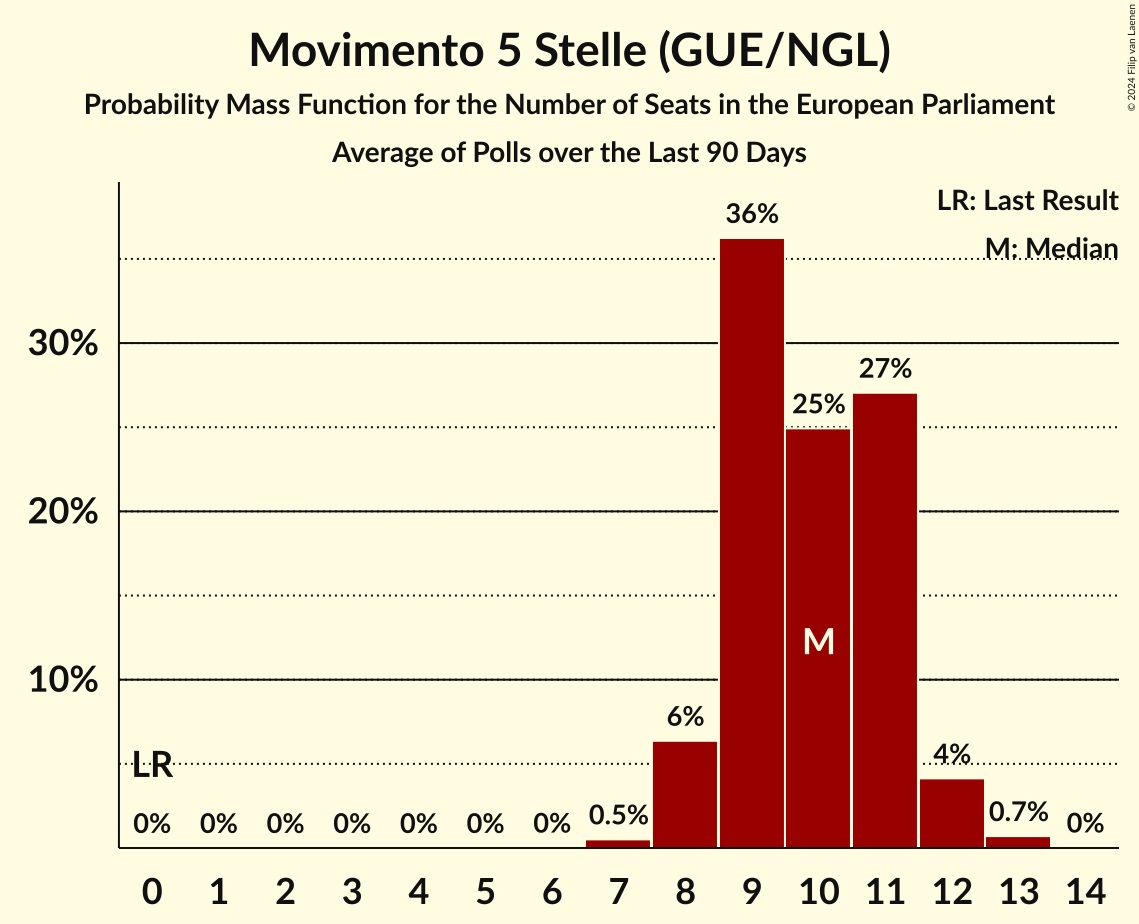 Movimento 5 Stelle (GUE/NGL)
Probability Mass Function for the Number of Seats in the European Parliament
Average of Polls over the Last 90 Days
© 2024 Filip van Laenen
LR: Last Result
M: Median
36%
30%
27%
25%
20%
M
10%
6%
LR
4%
0% 0% 0% 0% 0% 0% 0% 0.5% 0.7% 0%
0 1 2 3 4 5 6 7 8 9 10 11 12 13 14